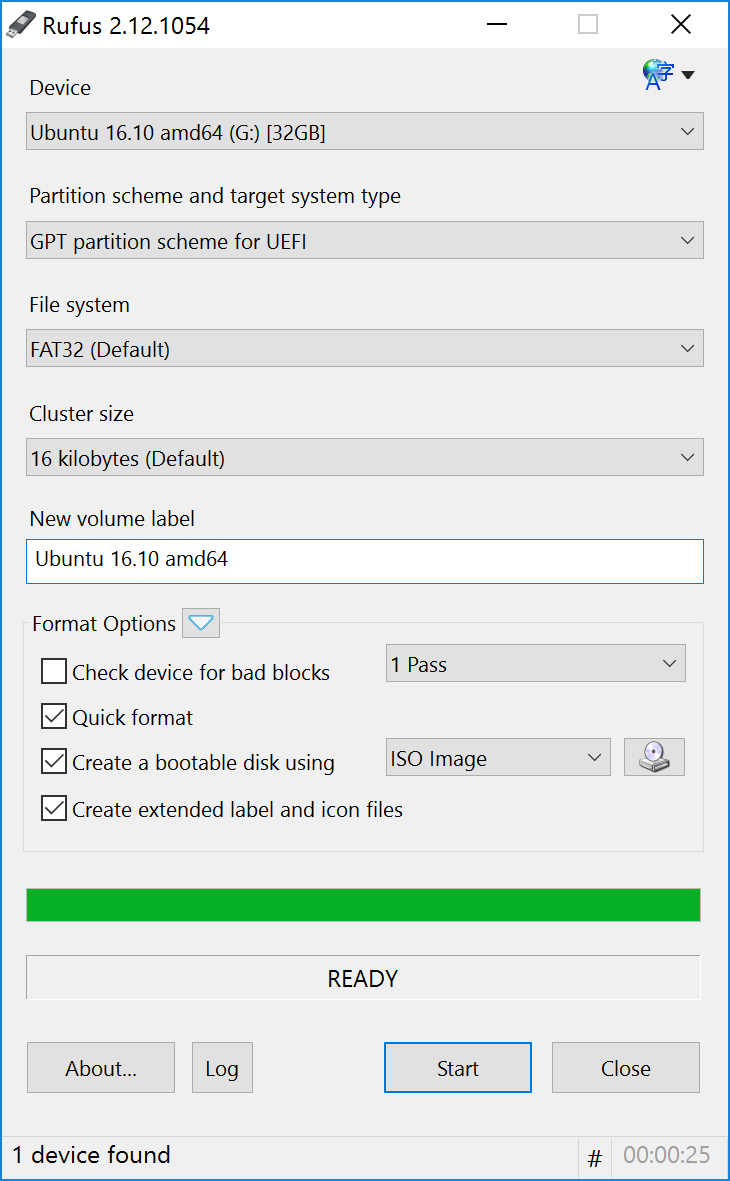 Rufus 2.12.1054
Device
Ubuntu 16.10 amd64 (G:) [32GB]
Partition scheme and target system type
GPT partition scheme for UEFI
File system
FAT32 (Default)
Cluster size
16 kilobytes (Default)
New volume label
Ubuntu 16.10 amd64
Format Options
Check device for bad blocks 1 Pass
Quick format
Create a bootable disk using ISO Image
Create extended label and icon files
READY
About... Log Start Close
1 device found # 00:00:25